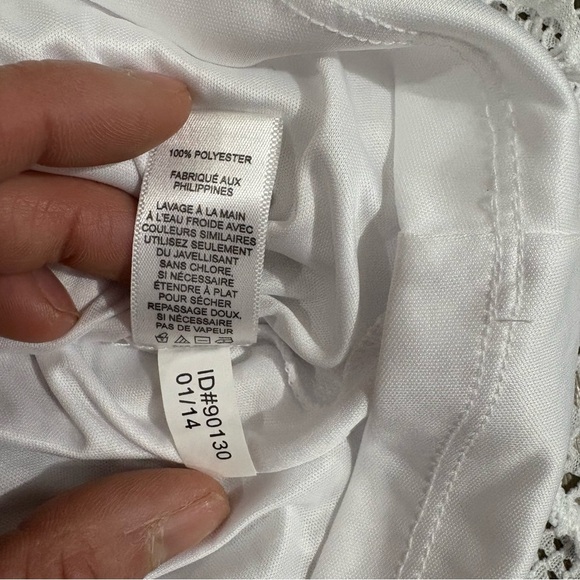 100% POLYESTER
FABRIQUÉ AUX
PHILIPPINES
LAVAGE À LA MAIN
À L'EAU FROIDE AVEC
COULEURS SIMILAIRES
UTILISEZ SEULEMENT
DU JAVELLISANT
SANS CHLORE,
SI NÉCESSAIRE
ÉTENDRE À PLAT
POUR SÉCHER
REPASSAGE DOUX,
SI NÉCESSAIRE
PAS DE VAPEUR
ID#90130
01/14